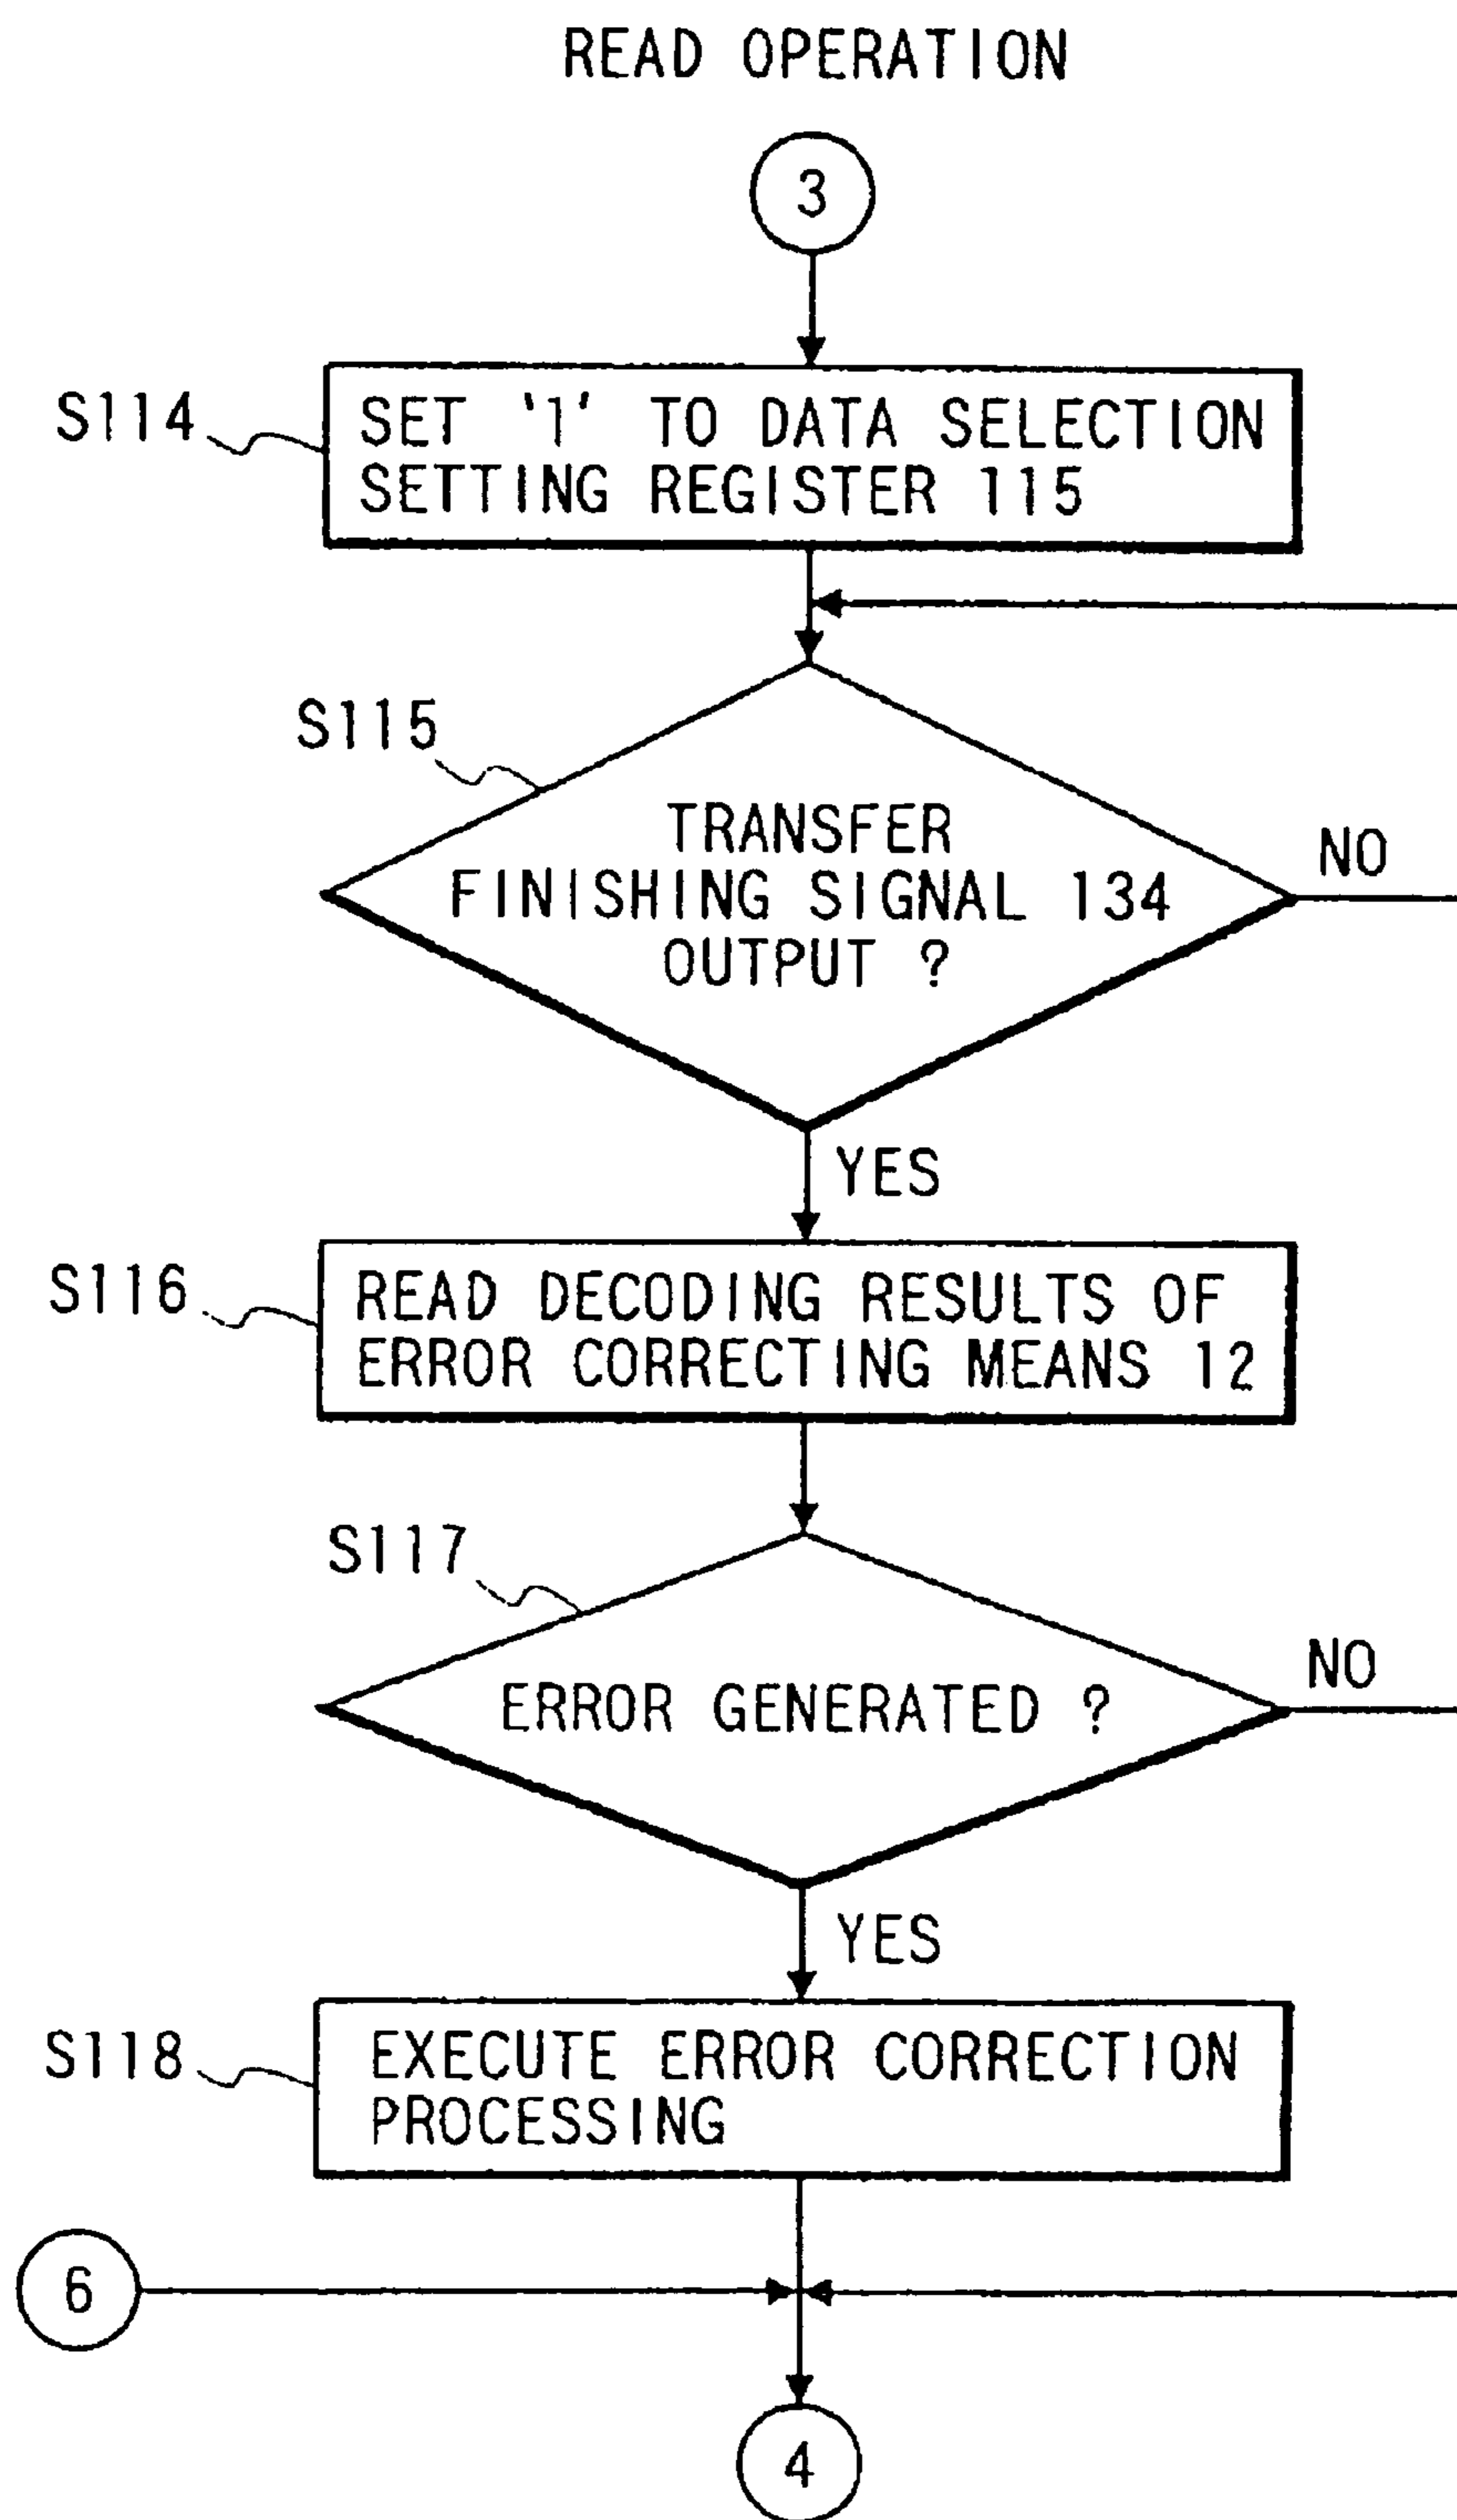 READ OPERATION
3
S114
SET '1' TO DATA SELECTION
SETTING REGISTER 115
S115
TRANSFER
FINISHING SIGNAL 134
OUTPUT ?
NO
YES
S116
READ DECODING RESULTS OF
ERROR CORRECTING MEANS 12
S117
ERROR GENERATED ?
NO
YES
S118
EXECUTE ERROR CORRECTION
PROCESSING
6
4